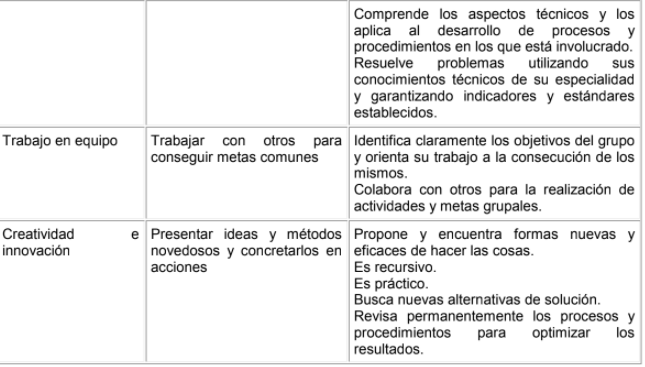 Comprende los aspectos técnicos y los
aplica al desarrollo de procesos y
procedimientos en los que está involucrado.
Resuelve problemas utilizando sus
conocimientos técnicos de su especialidad
y garantizando indicadores y estándares
establecidos.
Trabajo en equipo
Trabajar con otros para
conseguir metas comunes
Identifica claramente los objetivos del grupo
y orienta su trabajo a la consecución de los
mismos.
Colabora con otros para la realización de
actividades y metas grupales.
Creatividad e
innovación
Presentar ideas y métodos
novedosos y concretarlos en
acciones
Propone y encuentra formas nuevas y
eficaces de hacer las cosas.
Es recursivo.
Es práctico.
Busca nuevas alternativas de solución.
Revisa permanentemente los procesos y
procedimientos para optimizar los
resultados.